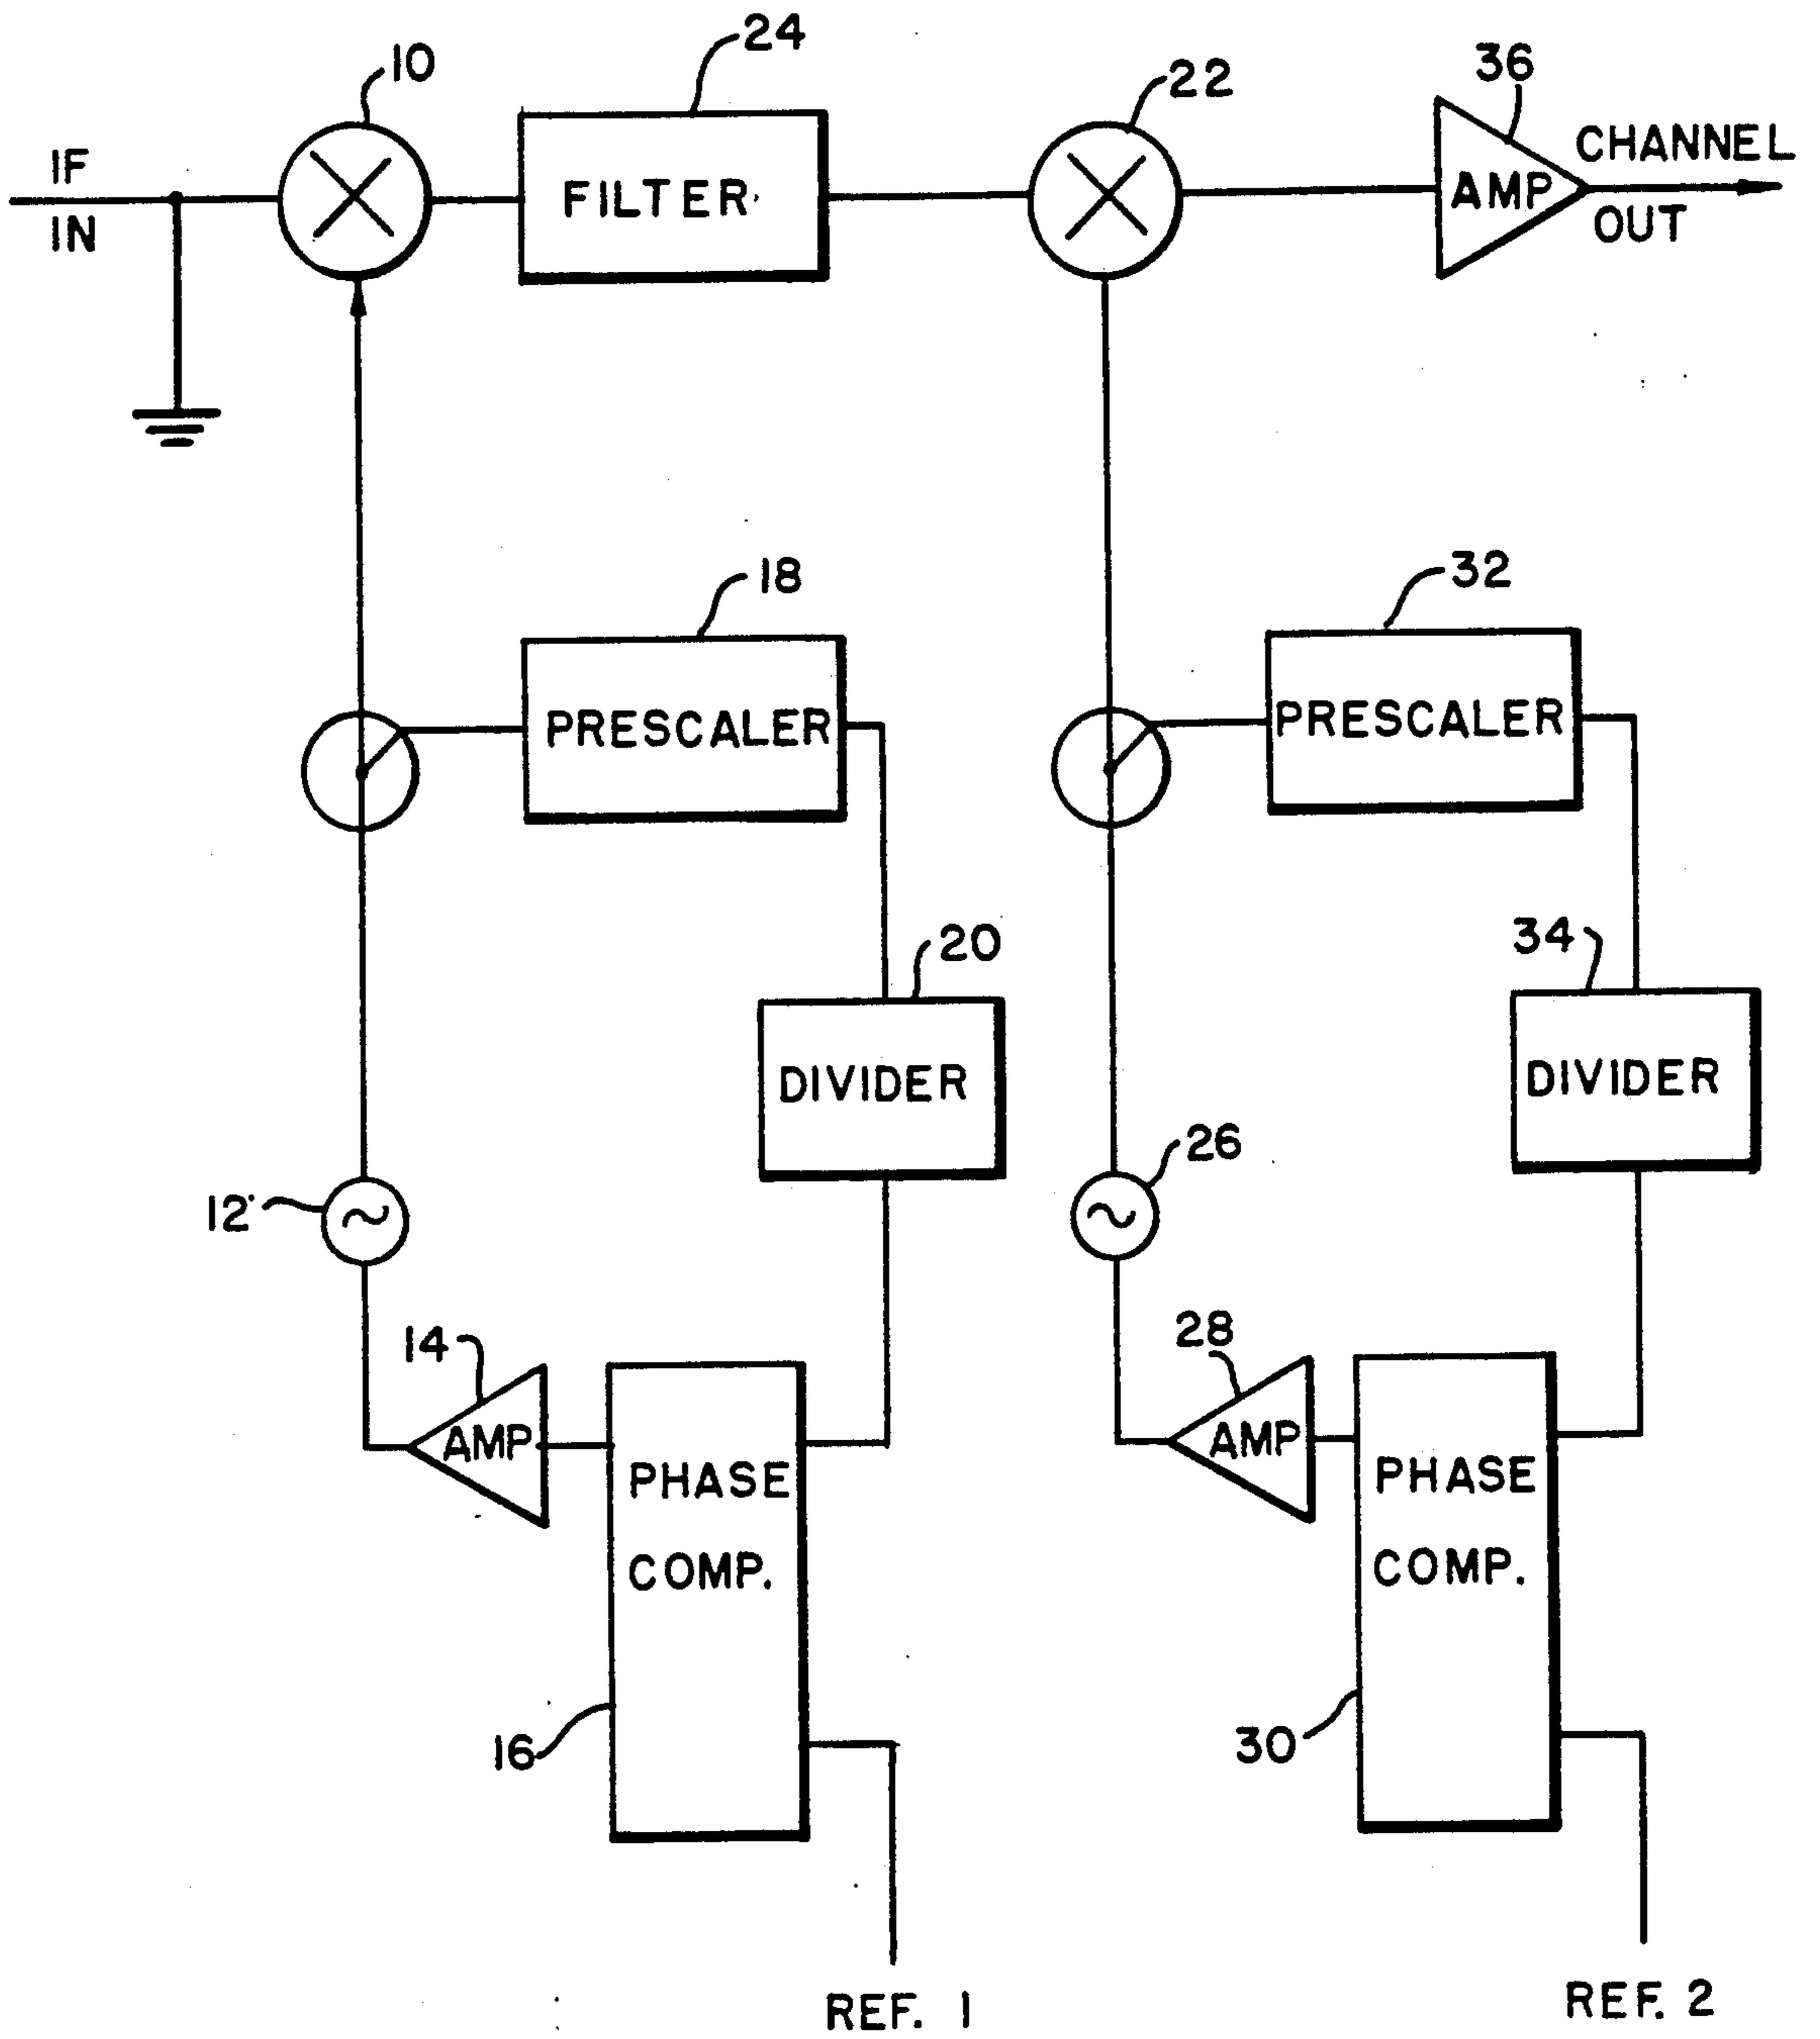 24
10
22
36
IF
IN
FILTER
AMP
CHANNEL
OUT
18
32
PRESCALER
PRESCALER
20
34
DIVIDER
DIVIDER
12
26
14
28
AMP
AMP
PHASE
COMP.
PHASE
COMP.
16
30
REF. 1
REF. 2